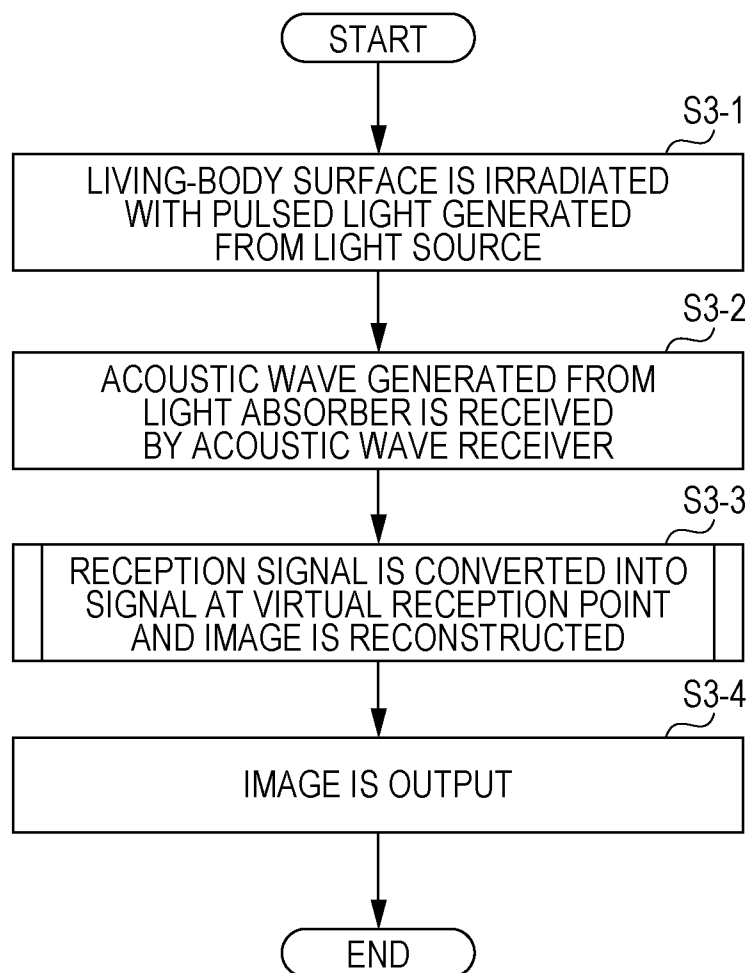 START
S3-1
LIVING-BODY SURFACE IS IRRADIATED
WITH PULSED LIGHT GENERATED
FROM LIGHT SOURCE
S3-2
ACOUSTIC WAVE GENERATED FROM
LIGHT ABSORBER IS RECEIVED
BY ACOUSTIC WAVE RECEIVER
S3-3
RECEPTION SIGNAL IS CONVERTED INTO
SIGNAL AT VIRTUAL RECEPTION POINT
AND IMAGE IS RECONSTRUCTED
S3-4
IMAGE IS OUTPUT
END